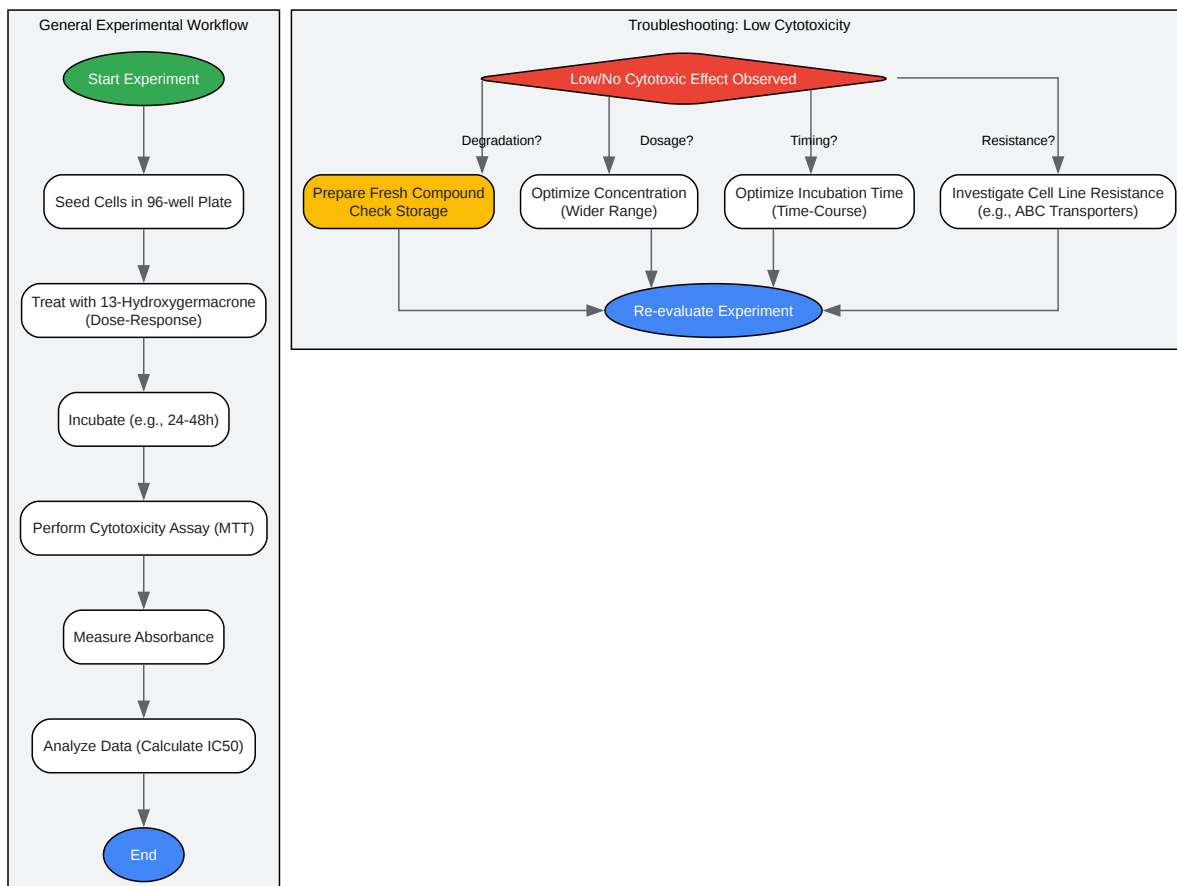 General Experimental Workflow
Start Experiment
Seed Cells in 96-well Plate
Treat with 13-Hydroxygermacrone
(Dose-Response)
Incubate (e.g., 24-48h)
Perform Cytotoxicity Assay (MTT)
Measure Absorbance
Analyze Data (Calculate IC50)
End
Troubleshooting: Low Cytotoxicity
Low/No Cytotoxic Effect Observed
Degradation?
Dosage?
Timing?
Resistance?
Prepare Fresh Compound
Check Storage
Optimize Concentration
(Wider Range)
Optimize Incubation Time
(Time-Course)
Investigate Cell Line Resistance
(e.g., ABC Transporters)
Re-evaluate Experiment